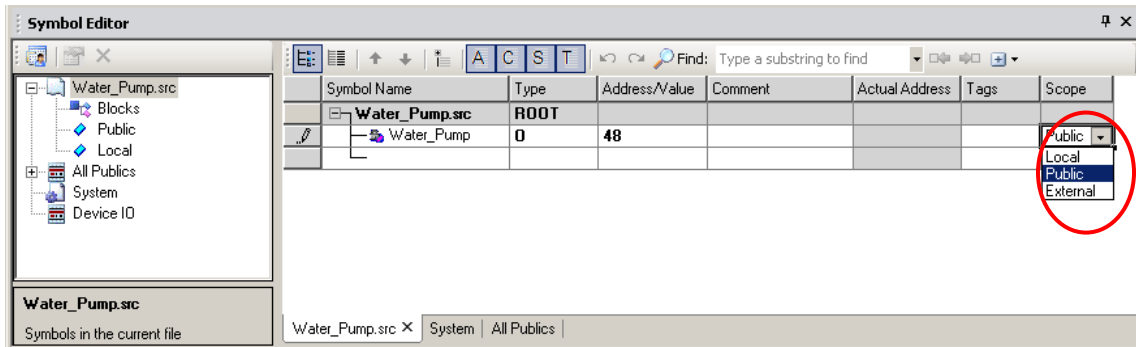 Symbol Editor
A C S T Find: Type a substring to find
Water_Pump.src
Blocks
Public
Local
All Publics
System
Device IO
Water_Pump.src
Symbols in the current file
Symbol Name Type Address/Value Comment Actual Address Tags Scope
Water_Pump.src ROOT
Water_Pump O 48 Public
Local
Public
External
Water_Pump.src System All Publics